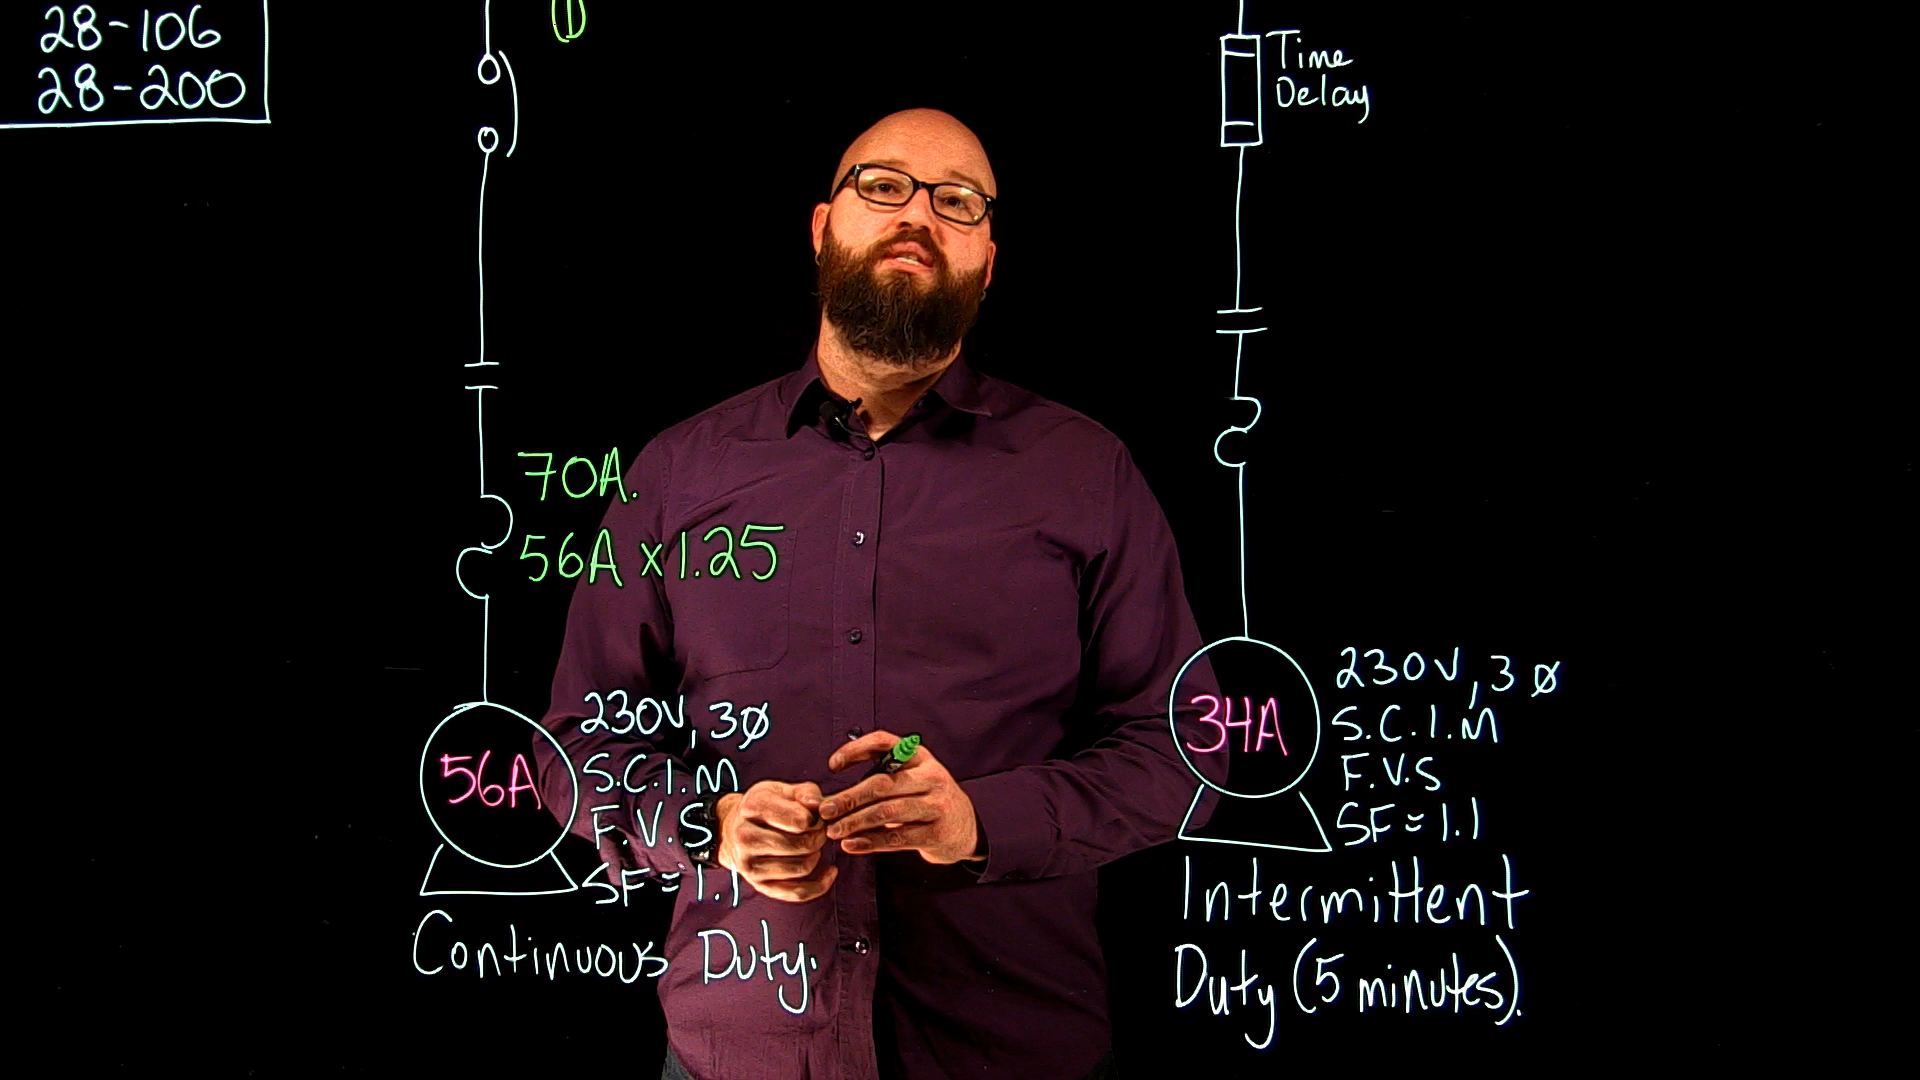 28-106
28-200
Time
Delay
70A.
56A x 1.25
56A
230V, 3Ø
S.C.I.M
F.V.S
SF = 1.1
Continuous Duty.
34A
230V, 3Ø
S.C.I.M
F.V.S
SF = 1.1
Intermittent
Duty (5 minutes).